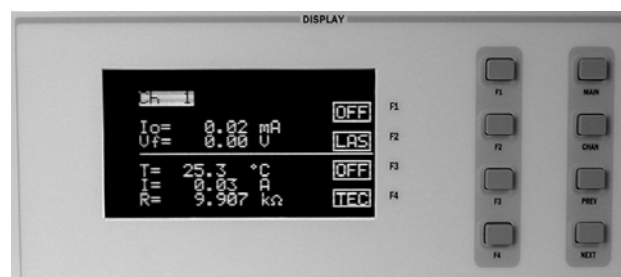 DISPLAY
Ch 1
Io= 0.02 mA
Vf= 0.00 V
OFF
LAS
T= 25.3 °C
I= 0.03 A
R= 9.907 kΩ
OFF
TEC
F1
F2
F3
F4
F1
F2
F3
F4
MAIN
CHAN
PREV
NEXT